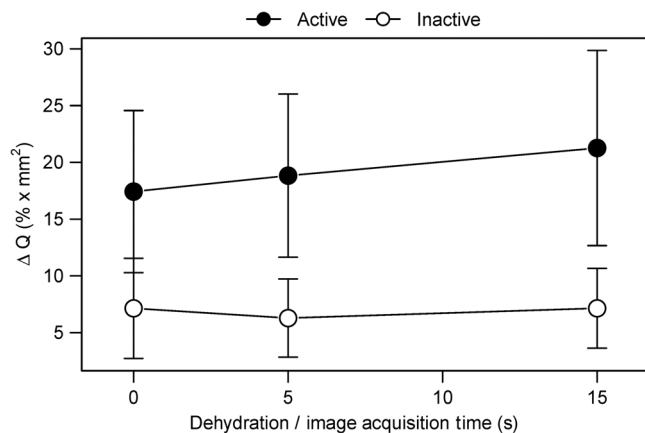 Active Inactive
30
25
20
15
10
5
Δ Q (% x mm²)
0 5 10 15
Dehydration / image acquisition time (s)